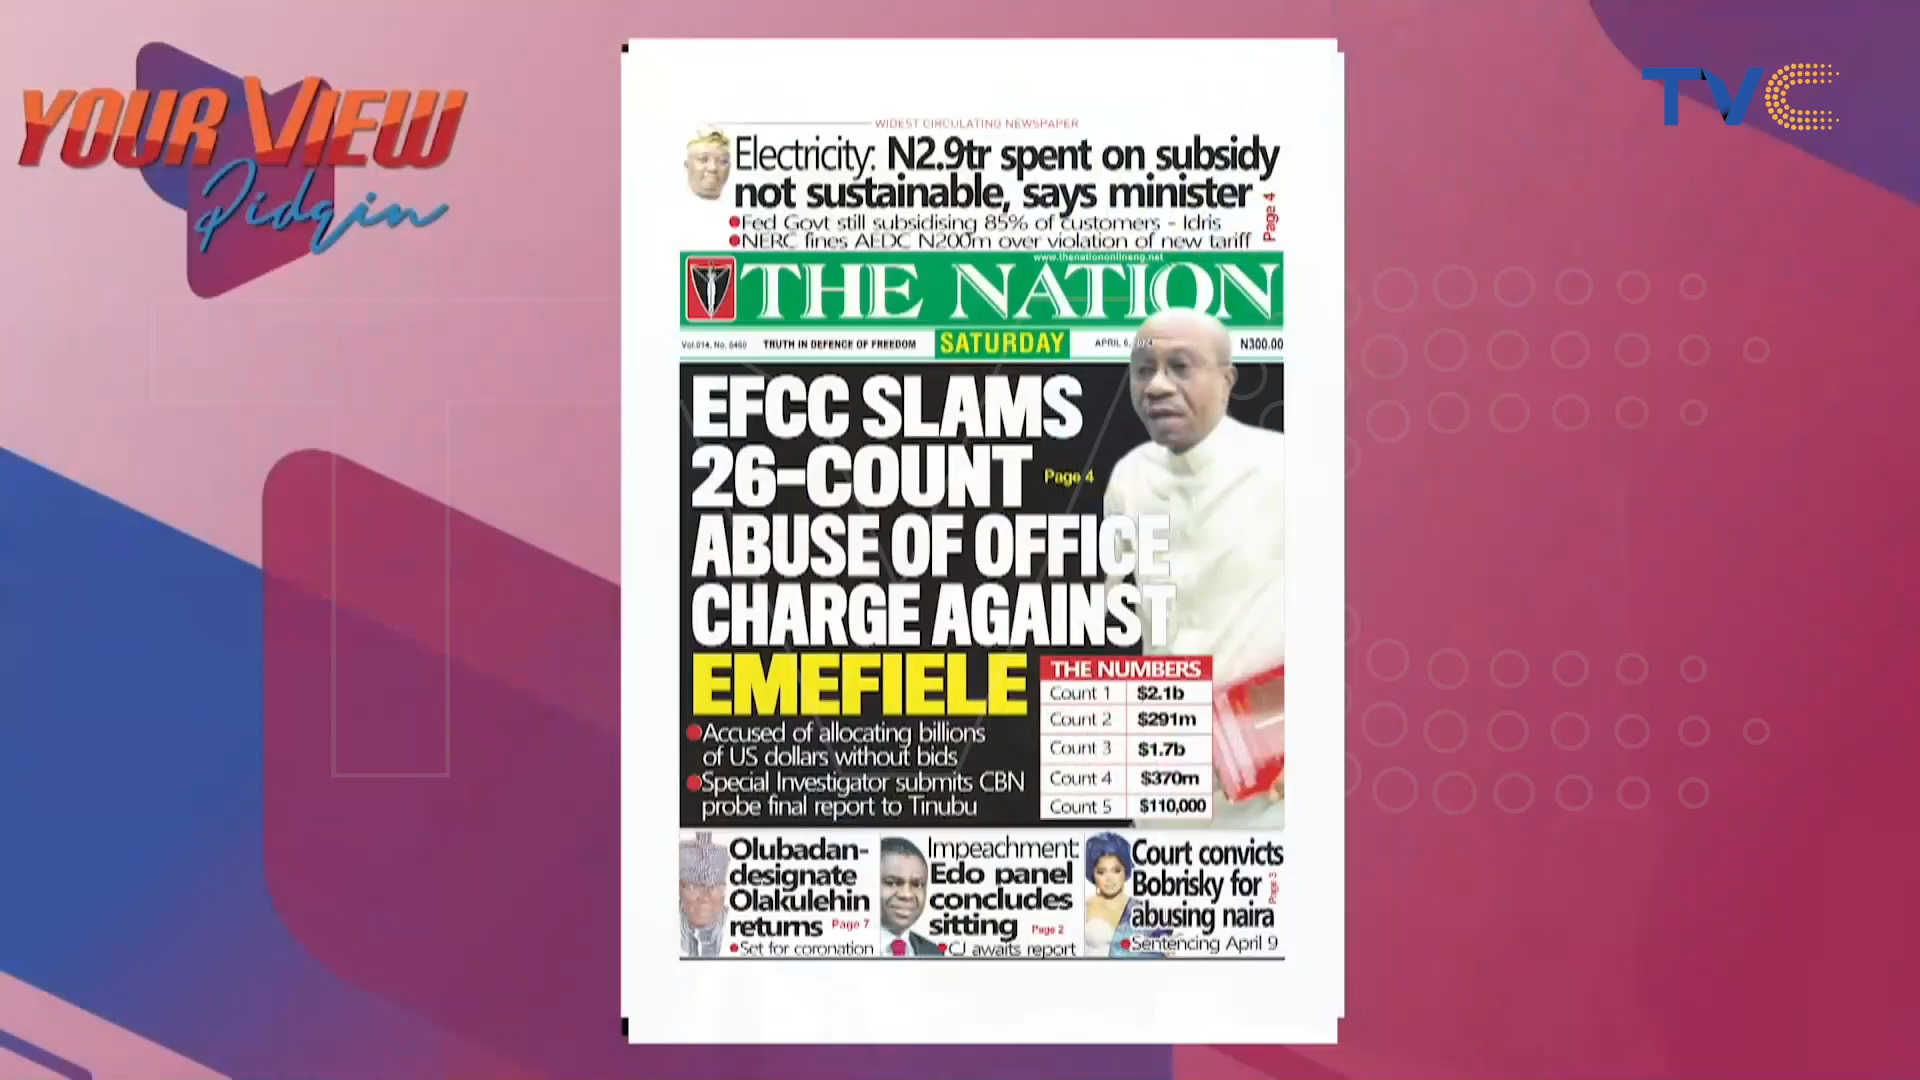 YOUR VIEW
Pidgin
TVC
WIDEST CIRCULATING NEWSPAPER
Electricity: N2.9tr spent on subsidy
not sustainable, says minister
Page 4
Fed Govt still subsidising 85% of customers - Idris
NERC fines AEDC N200m over violation of new tariff
www.thenationonlineng.net
THE NATION
TRUTH IN DEFENCE OF FREEDOM
SATURDAY
APRIL 6, 2024
N300.00
EFCC SLAMS
26-COUNT
Page 4
ABUSE OF OFFICE
CHARGE AGAINST
EMEFIELE
Accused of allocating billions
of US dollars without bids
Special Investigator submits CBN
probe final report to Tinubu
THE NUMBERS
Count 1 $2.1b
Count 2 $291m
Count 3 $1.7b
Count 4 $370m
Count 5 $110,000
Olubadan-
designate
Olakulehin
returns Page 7
Set for coronation
Impeachment:
Edo panel
concludes
sitting Page 2
CJ awaits report
Court convicts
Bobrisky for
abusing naira
Page 3
Sentencing April 9